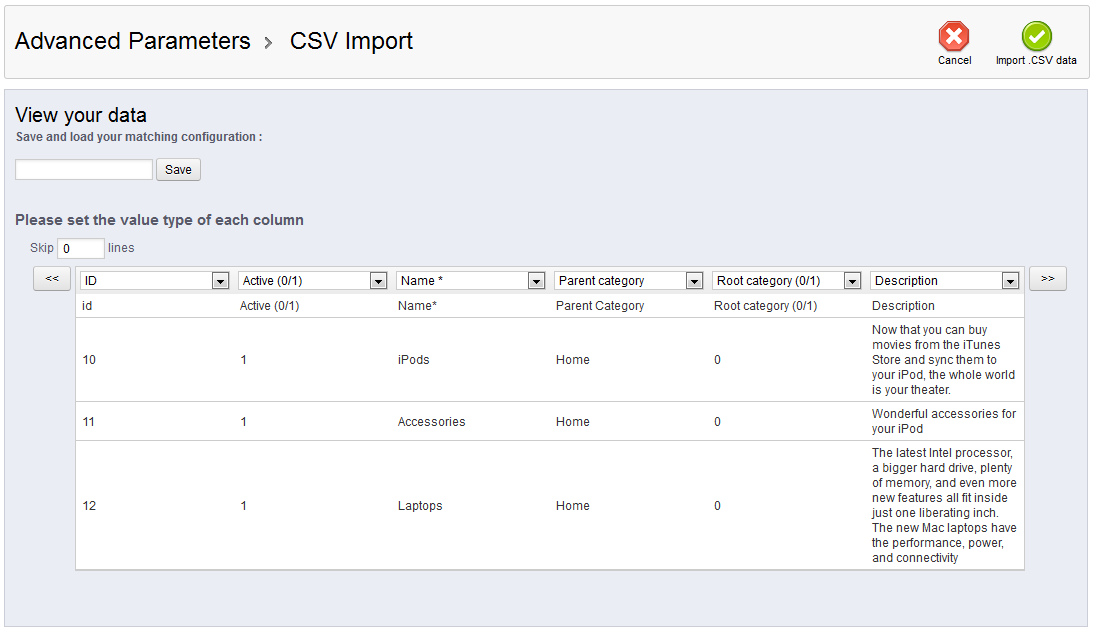 Advanced Parameters > CSV Import
Cancel
Import .CSV data
View your data
Save and load your matching configuration :
Save
Please set the value type of each column
Skip 0 lines
<< ID Active (0/1) Name * Parent category Root category (0/1) Description >>
id Active (0/1) Name* Parent Category Root category (0/1) Description
10 1 iPods Home 0
Now that you can buy
movies from the iTunes
Store and sync them to
your iPod, the whole world
is your theater.
11 1 Accessories Home 0
Wonderful accessories for
your iPod
12 1 Laptops Home 0
The latest Intel processor,
a bigger hard drive, plenty
of memory, and even more
new features all fit inside
just one liberating inch.
The new Mac laptops have
the performance, power,
and connectivity